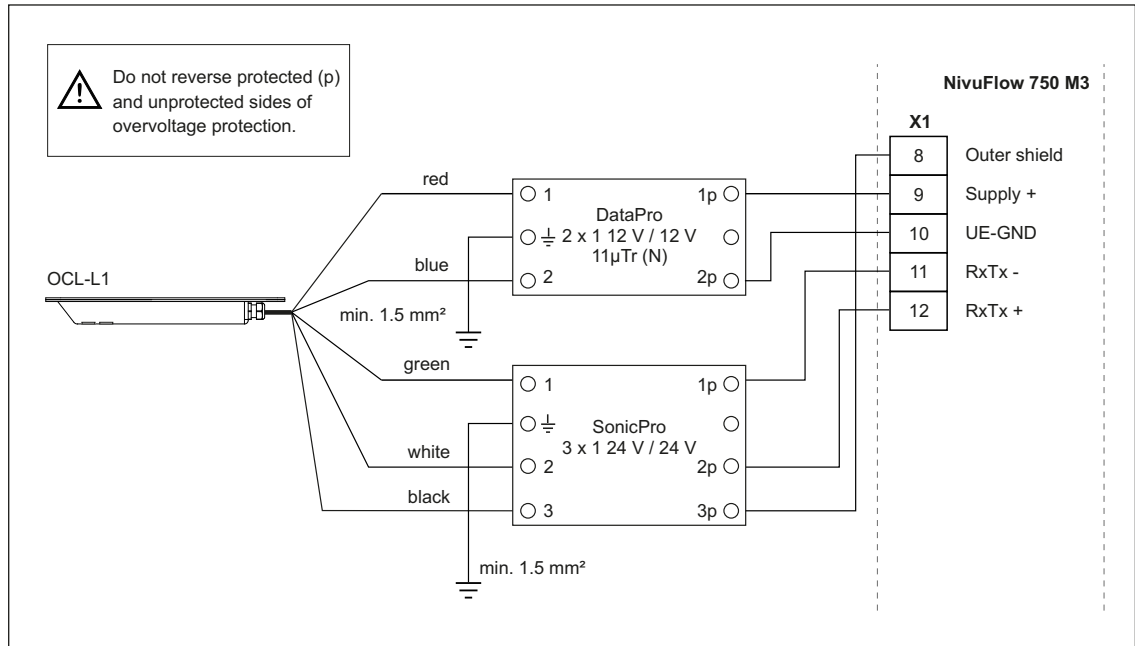 Do not reverse protected (p)
and unprotected sides of
overvoltage protection.
NivuFlow 750 M3
X1
8 Outer shield
9 Supply +
10 UE-GND
11 RxTx -
12 RxTx +
OCL-L1
red
blue
min. 1.5 mm²
green
white
black
min. 1.5 mm²
1 1p
DataPro
2 x 1 12 V / 12 V
11µTr (N)
2 2p
1 1p
SonicPro
3 x 1 24 V / 24 V
2 2p
3 3p